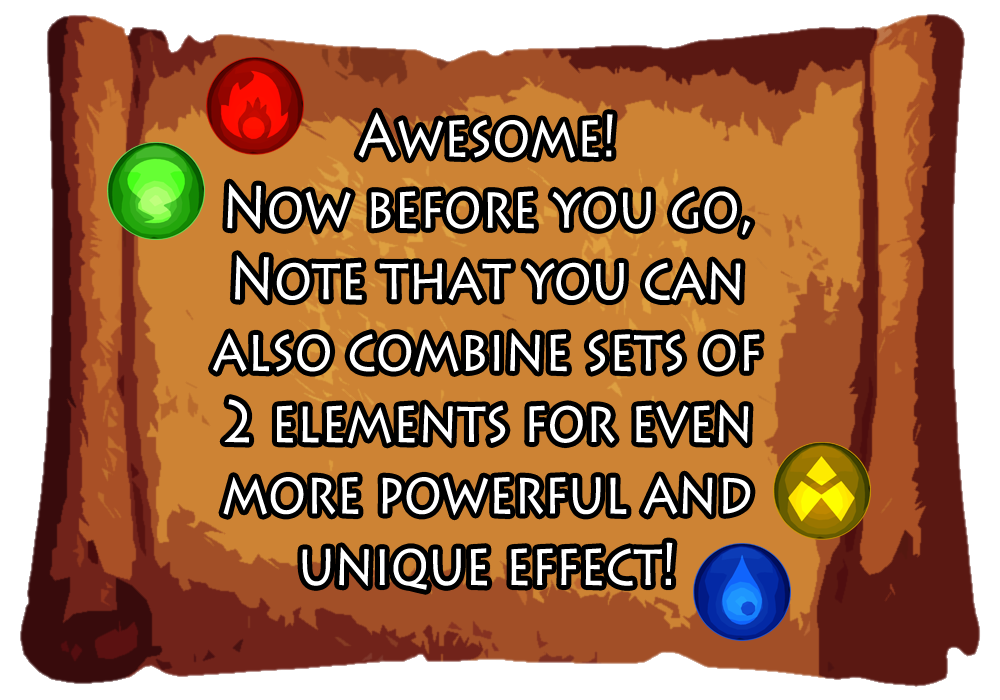 Awesome!
Now before you go,
Note that you can
also combine sets of
2 elements for even
more powerful and
unique effect!